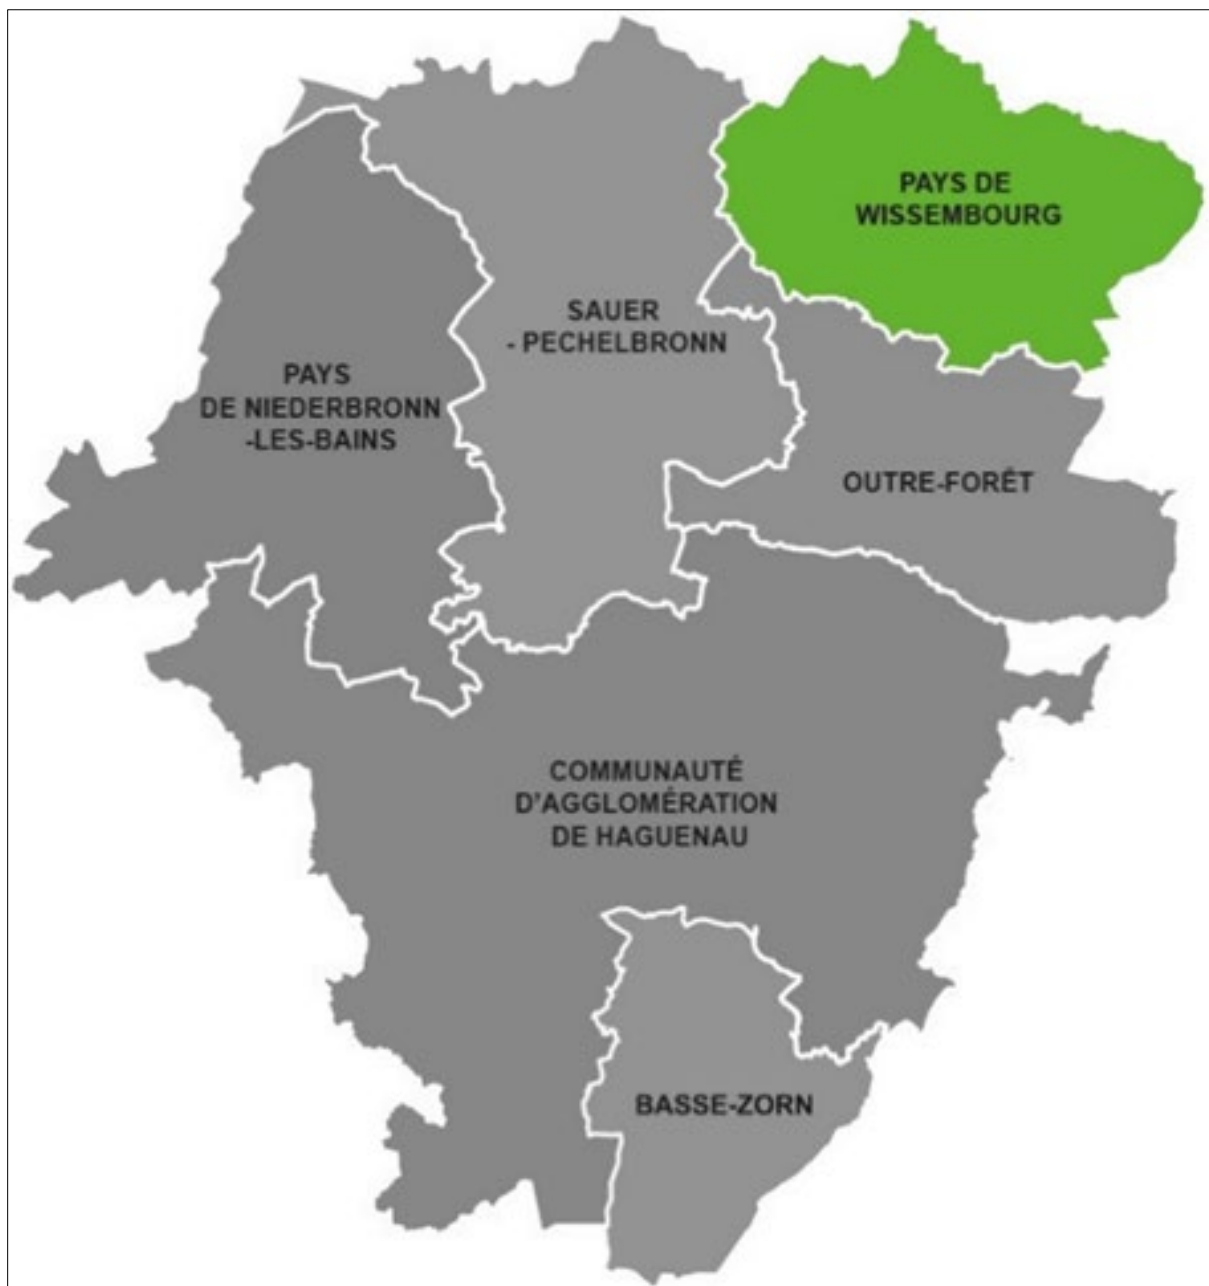 PAYS DE
WISSEMBOURG
SAUER
- PECHELBRONN
PAYS
DE NIEDERBRONN
-LES-BAINS
OUTRE-FORÊT
COMMUNAUTÉ
D'AGGLOMÉRATION
DE HAGUENAU
BASSE-ZORN